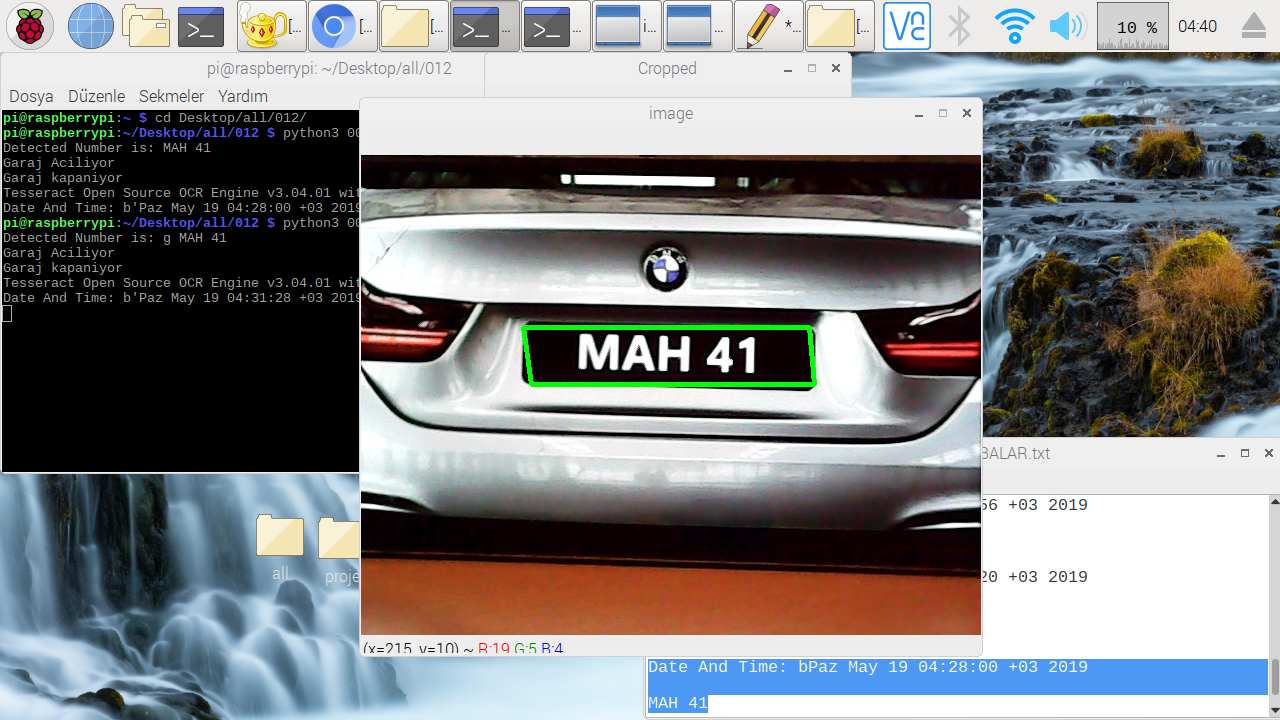 [...
[...
[...
...
...
i...
...
*...
[...
10 %
04:40
pi@raspberrypi: ~/Desktop/all/012
Dosya Düzenle Sekmeler Yardım
pi@raspberrypi:~ $ cd Desktop/all/012/
pi@raspberrypi:~/Desktop/all/012 $ python3 00
Detected Number is: MAH 41
Garaj Aciliyor
Garaj kapaniyor
Tesseract Open Source OCR Engine v3.04.01 wit
Date And Time: b'Paz May 19 04:28:00 +03 2019
pi@raspberrypi:~/Desktop/all/012 $ python3 00
Detected Number is: g MAH 41
Garaj Aciliyor
Garaj kapaniyor
Tesseract Open Source OCR Engine v3.04.01 wit
Date And Time: b'Paz May 19 04:31:28 +03 2019
Cropped
image
MAH 41
(x=215, y=10) ~ R:19 G:5 B:4
all
proje
BALAR.txt
56 +03 2019
20 +03 2019
Date And Time: bPaz May 19 04:28:00 +03 2019
MAH 41